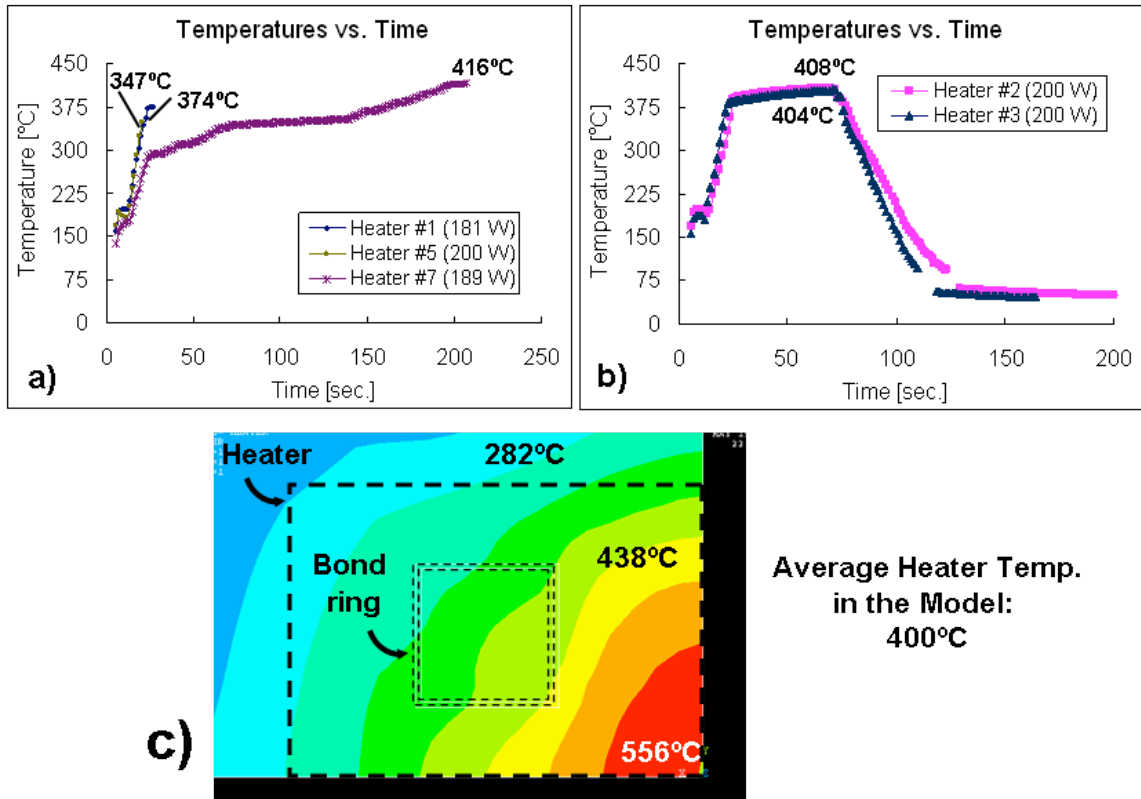 Temperatures vs. Time
Temperature [ºC]
450
375
300
225
150
75
0
347ºC
374ºC
416ºC
Heater #1 (181 W)
Heater #5 (200 W)
Heater #7 (189 W)
0
50
100
150
200
250
Time [sec.]
a)
Temperatures vs. Time
Temperature [ºC]
450
375
300
225
150
75
0
408ºC
404ºC
Heater #2 (200 W)
Heater #3 (200 W)
0
50
100
150
200
Time [sec.]
b)
Heater
282ºC
Bond
ring
438ºC
556ºC
c)
Average Heater Temp.
in the Model:
400ºC